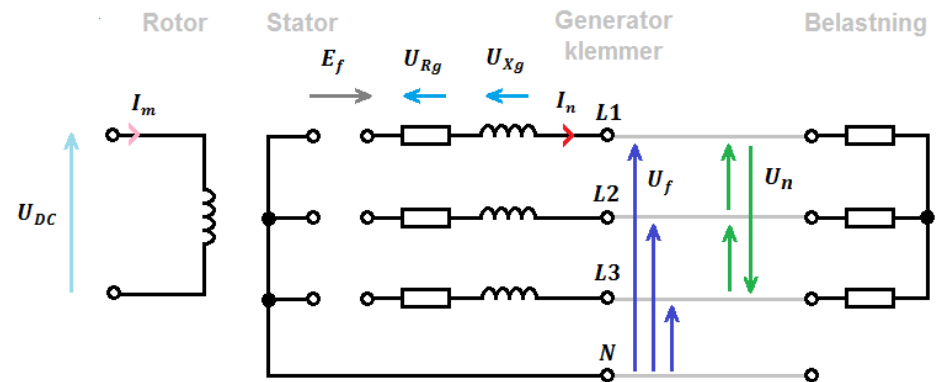 Rotor
Stator
Generator
klemmer
Belastning
E_f
U_Rg
U_Xg
I_m
I_n
L1
U_DC
U_f
U_n
L2
L3
N